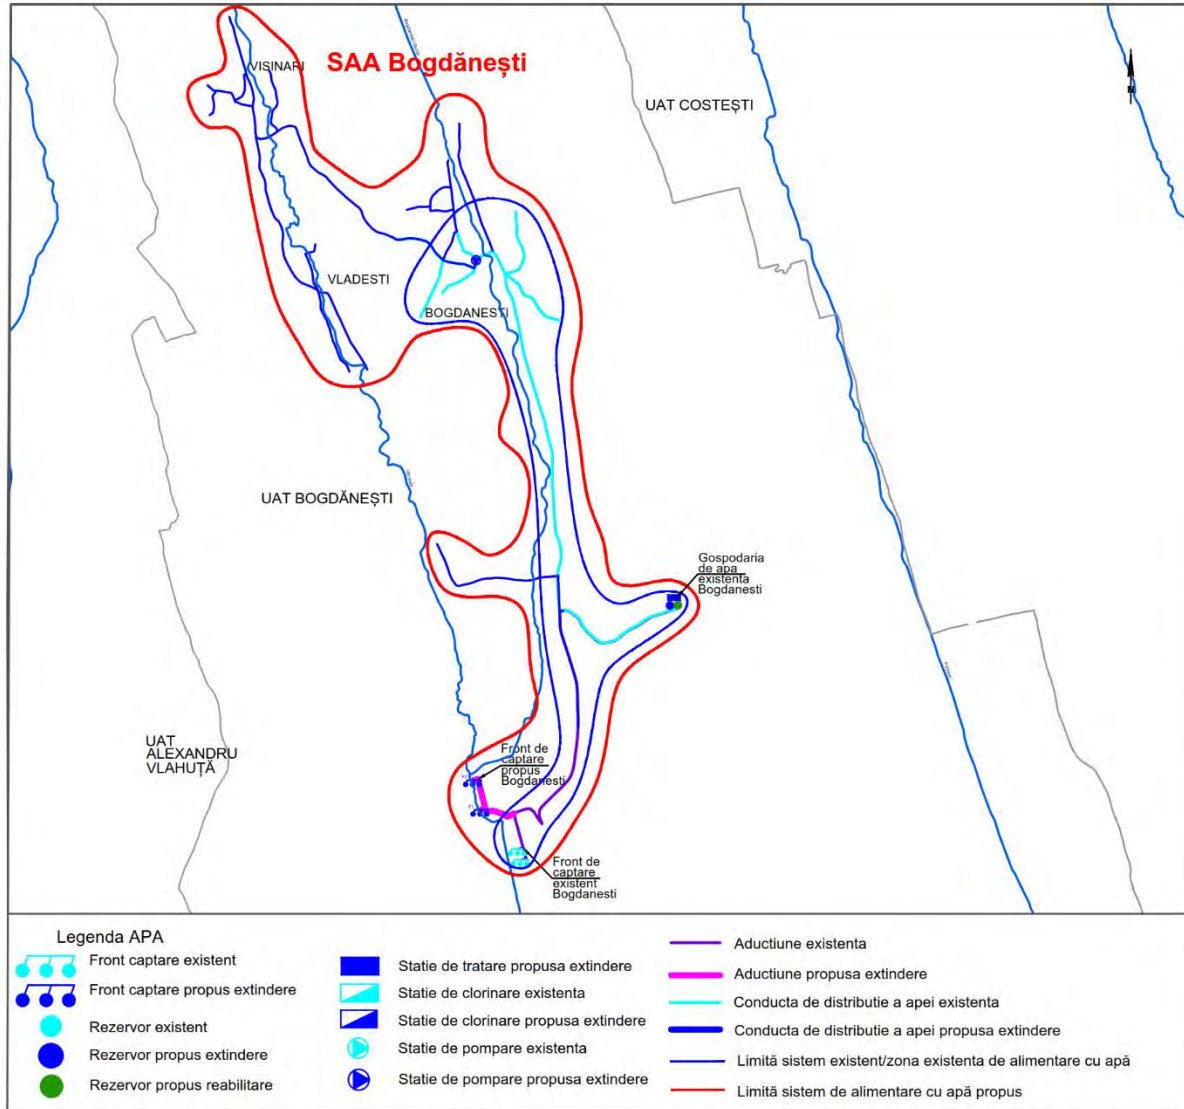 VISINARI
SAA Bogdănești
UAT COSTEȘTI
N
VLADESTI
BOGDANESTI
UAT BOGDĂNEȘTI
Gospodaria
de apa
existenta
Bogdanesti
UAT
ALEXANDRU
VLAHUȚĂ
Front de
captare
propus
Bogdanesti
Front de
captare
existent
Bogdanesti
Legenda APA
Front captare existent
Front captare propus extindere
Rezervor existent
Rezervor propus extindere
Rezervor propus reabilitare
Statie de tratare propusa extindere
Statie de clorinare existenta
Statie de clorinare propusa extindere
Statie de pompare existenta
Statie de pompare propusa extindere
Aductiune existenta
Aductiune propusa extindere
Conducta de distributie a apei existenta
Conducta de distributie a apei propusa extindere
Limită sistem existent/zona existenta de alimentare cu apă
Limită sistem de alimentare cu apă propus